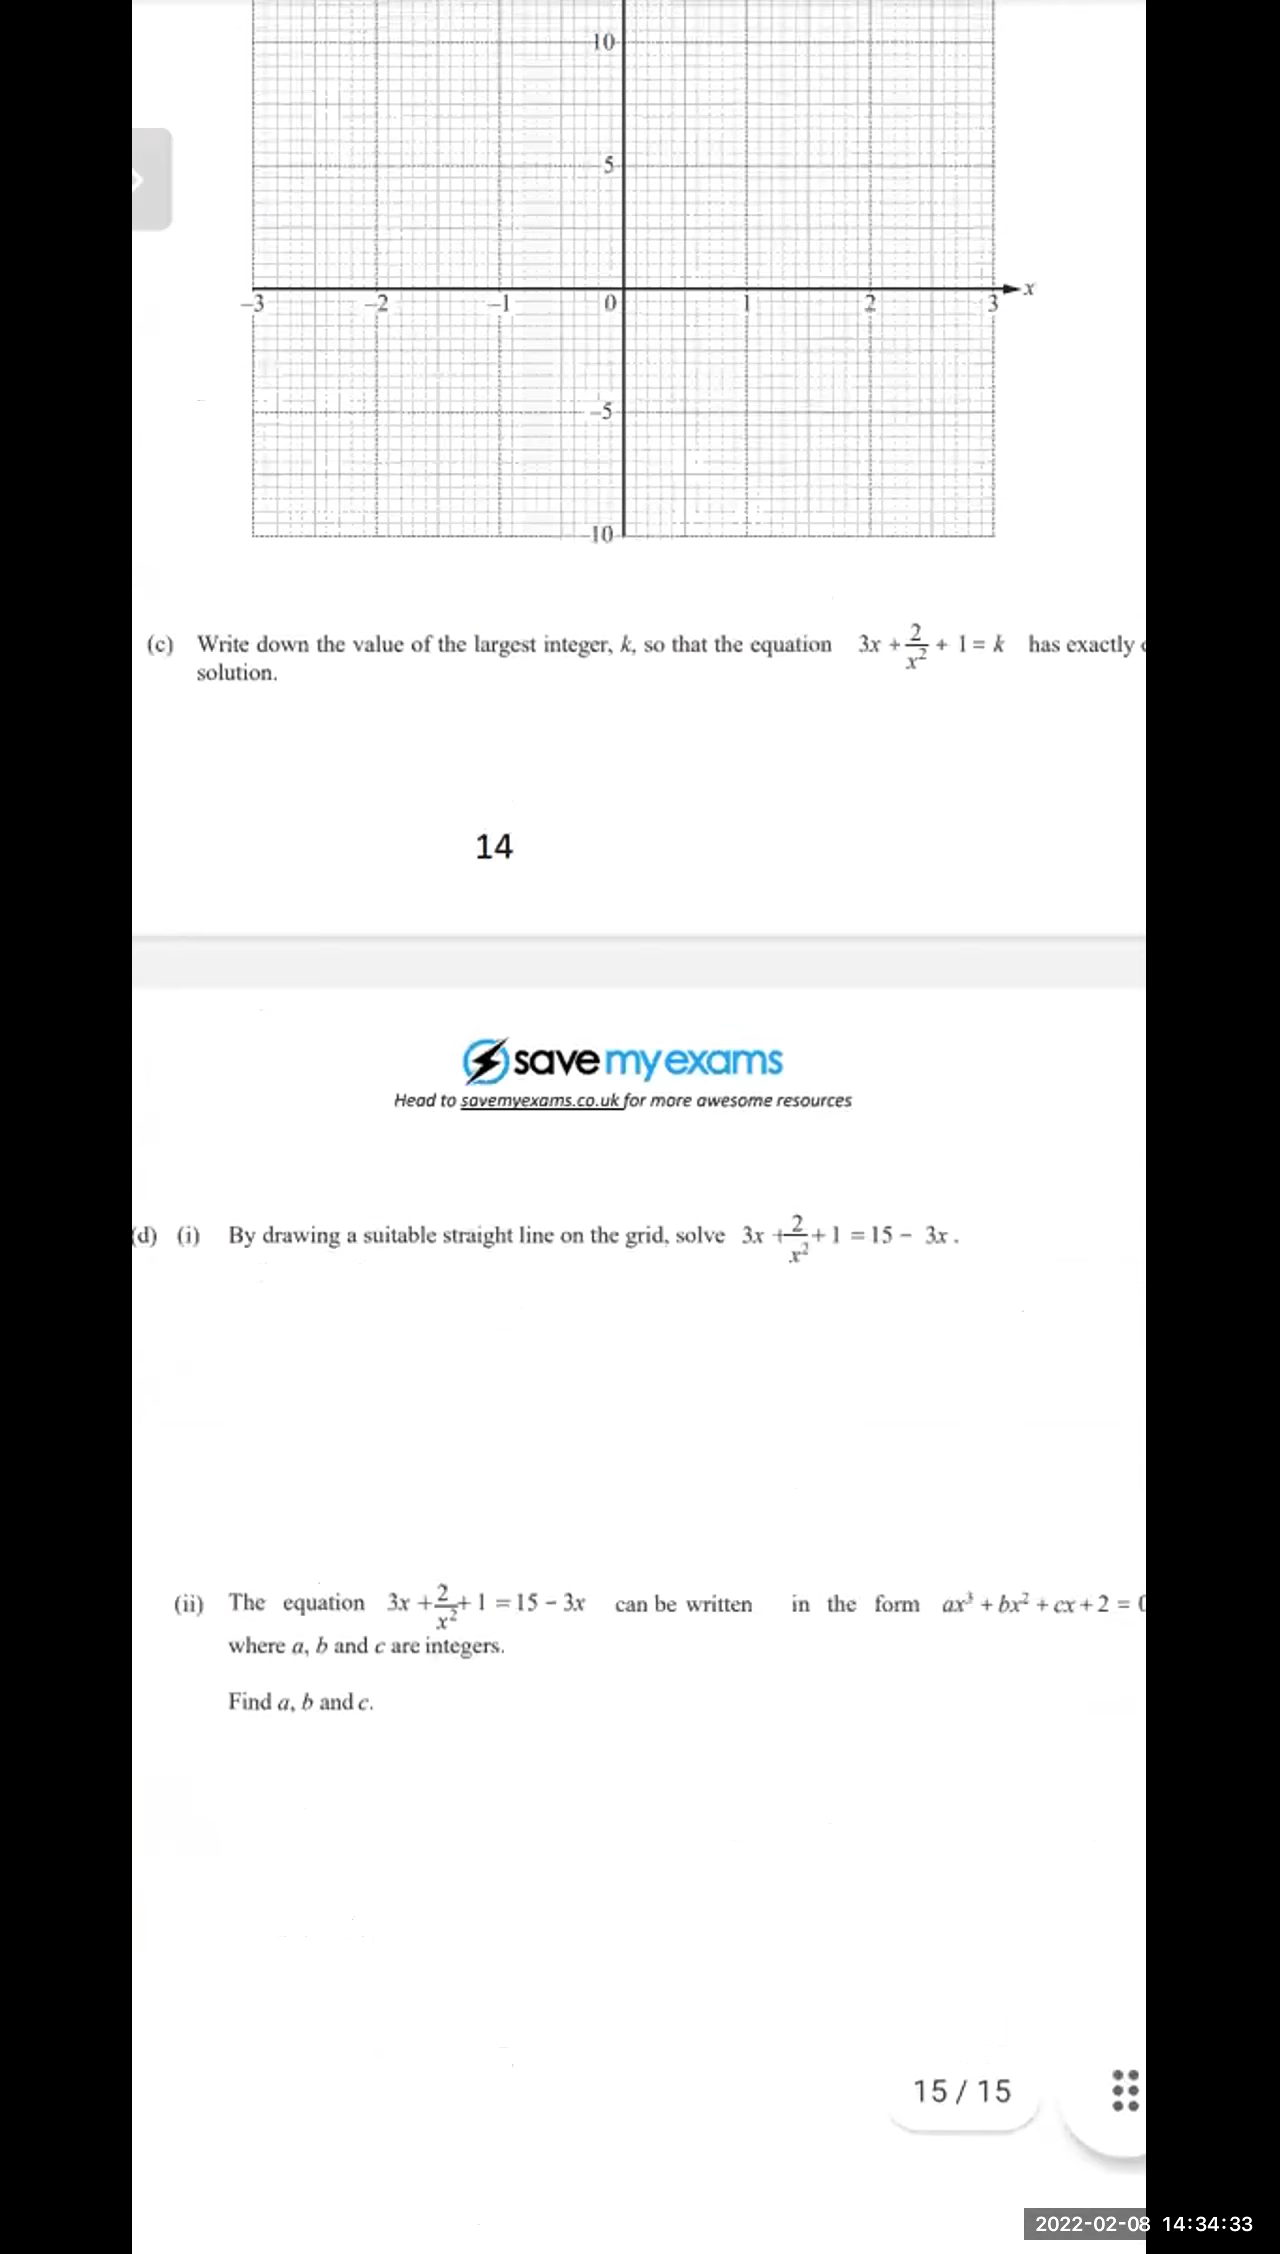 10
5
-3 -2 -1 0 1 2 3 x
-5
-10
(c) Write down the value of the largest integer, k, so that the equation 3x + 2/x² + 1 = k has exactly
solution.
14
savemyexams
Head to savemyexams.co.uk for more awesome resources
(d) (i) By drawing a suitable straight line on the grid, solve 3x + 2/x² + 1 = 15 − 3x .
(ii) The equation 3x + 2/x² + 1 = 15 − 3x can be written in the form ax³ + bx² + cx + 2 =
where a, b and c are integers.
Find a, b and c.
15 / 15
2022-02-08 14:34:33